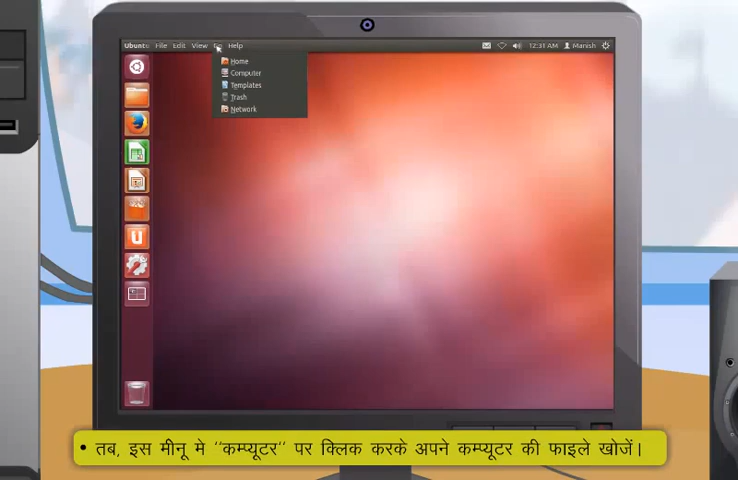 Ubuntu File Edit View Go Help 12:31 AM Manish
Home
Computer
Templates
Trash
Network
• तब, इस मीनू मे “कम्प्यूटर” पर क्लिक करके अपने कम्प्यूटर की फाइले खोजें।